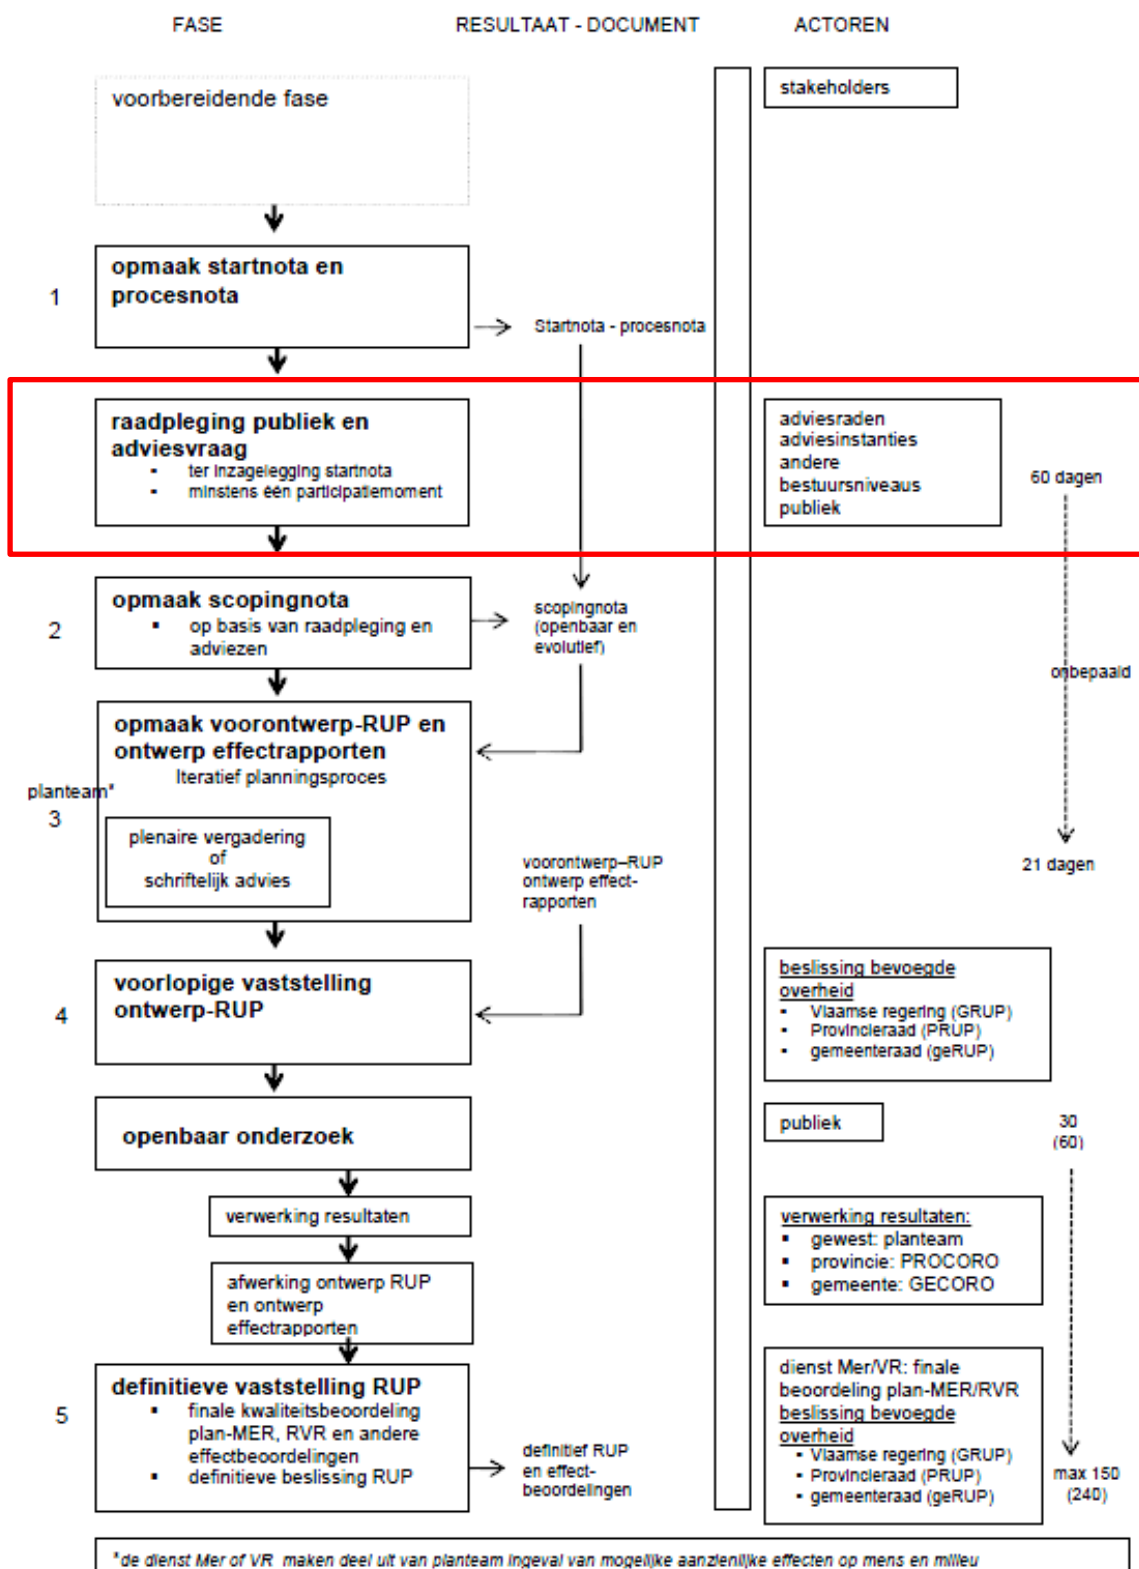 FASE
RESULTAAT - DOCUMENT
ACTOREN
voorbereidende fase
stakeholders
1
opmaak startnota en
procesnota
Startnota - procesnota
raadpleging publiek en
adviesvraag
▪ ter inzagelegging startnota
▪ minstens één participatiemoment
adviesraden
adviesinstanties
andere
bestuursniveaus
publiek
60 dagen
2
opmaak scopingnota
▪ op basis van raadpleging en
adviezen
scopingnota
(openbaar en
evolutief)
onbepaald
opmaak voorontwerp-RUP en
ontwerp effectrapporten
Iteratief planningsproces
planteam*
3
plenaire vergadering
of
schriftelijk advies
voorontwerp–RUP
ontwerp effect-
rapporten
21 dagen
4
voorlopige vaststelling
ontwerp-RUP
beslissing bevoegde
overheid
▪ Vlaamse regering (GRUP)
▪ Provincieraad (PRUP)
▪ gemeenteraad (geRUP)
openbaar onderzoek
publiek
30
(60)
verwerking resultaten
verwerking resultaten:
▪ gewest: planteam
▪ provincie: PROCORO
▪ gemeente: GECORO
afwerking ontwerp RUP
en ontwerp
effectrapporten
5
definitieve vaststelling RUP
▪ finale kwaliteitsbeoordeling
plan-MER, RVR en andere
effectbeoordelingen
▪ definitieve beslissing RUP
definitief RUP
en effect-
beoordelingen
dienst Mer/VR: finale
beoordeling plan-MER/RVR
beslissing bevoegde
overheid
▪ Vlaamse regering (GRUP)
▪ Provincieraad (PRUP)
▪ gemeenteraad (geRUP)
max 150
(240)
*de dienst Mer of VR maken deel uit van planteam ingeval van mogelijke aanzienlijke effecten op mens en milieu